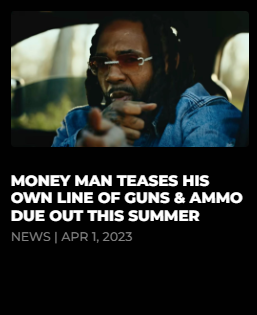 MONEY MAN TEASES HIS
OWN LINE OF GUNS & AMMO
DUE OUT THIS SUMMER
NEWS | APR 1, 2023